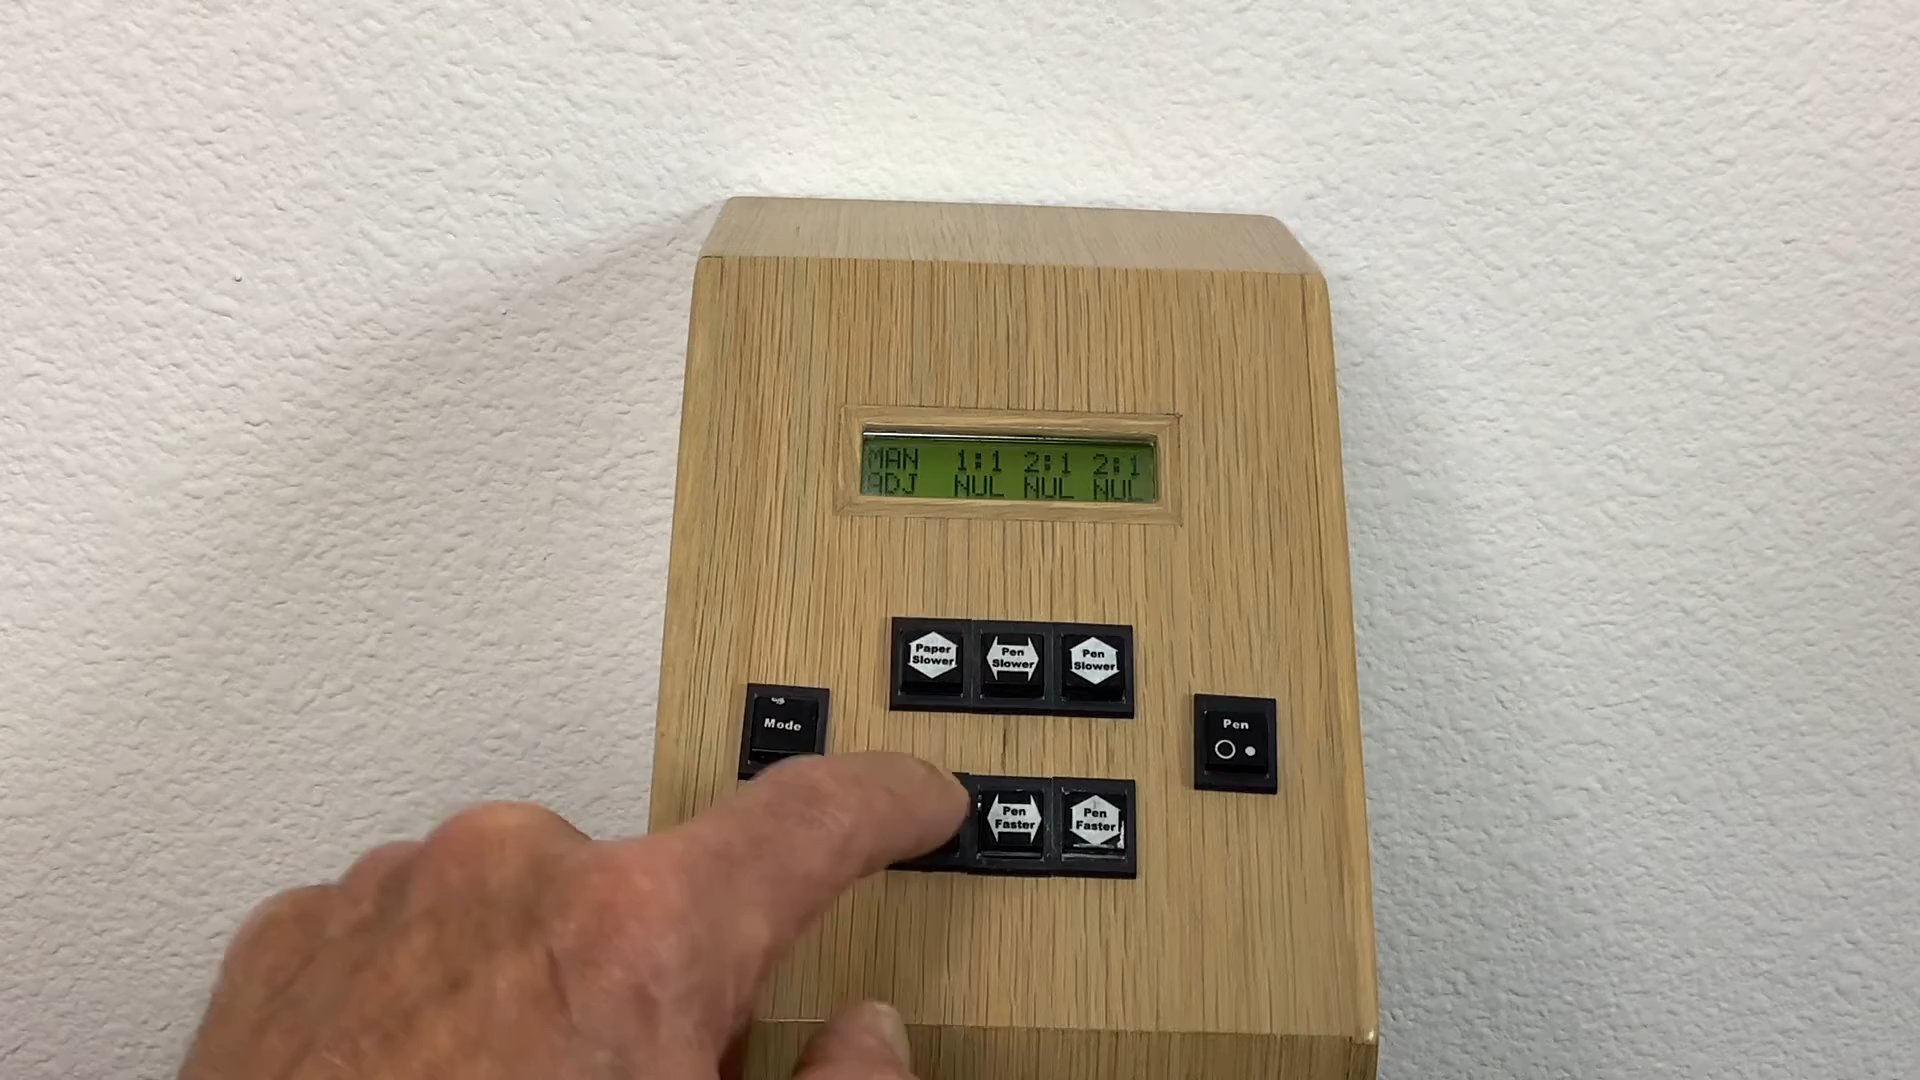 MAN 1:1 2:1 2:1
ADJ NUL NUL NUL
Paper
Slower
Pen
Slower
Pen
Slower
Mode
Pen
Pen
Faster
Pen
Faster